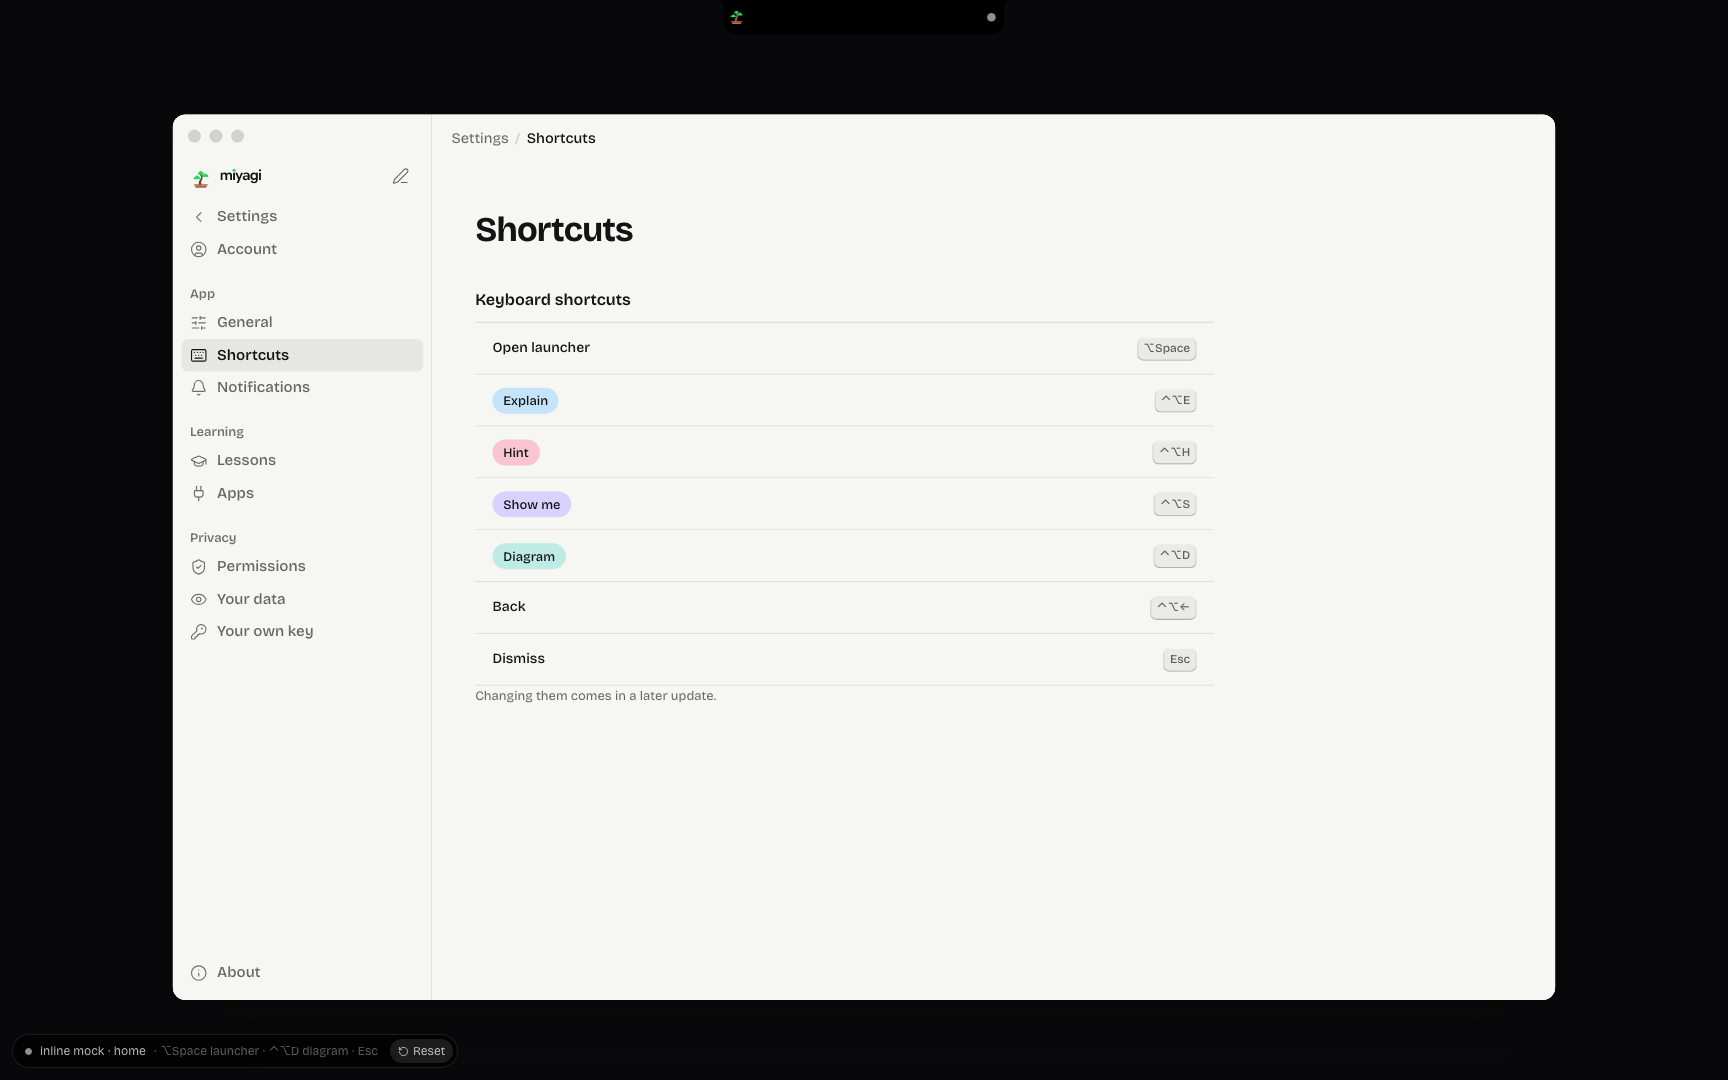 miyagi
Settings
Account
App
General
Shortcuts
Notifications
Learning
Lessons
Apps
Privacy
Permissions
Your data
Your own key
About
Settings / Shortcuts
Shortcuts
Keyboard shortcuts
Open launcher ⌥Space
Explain ^⌥E
Hint ^⌥H
Show me ^⌥S
Diagram ^⌥D
Back ^⌥←
Dismiss Esc
Changing them comes in a later update.
inline mock · home · ⌥Space launcher · ^⌥D diagram · Esc Reset